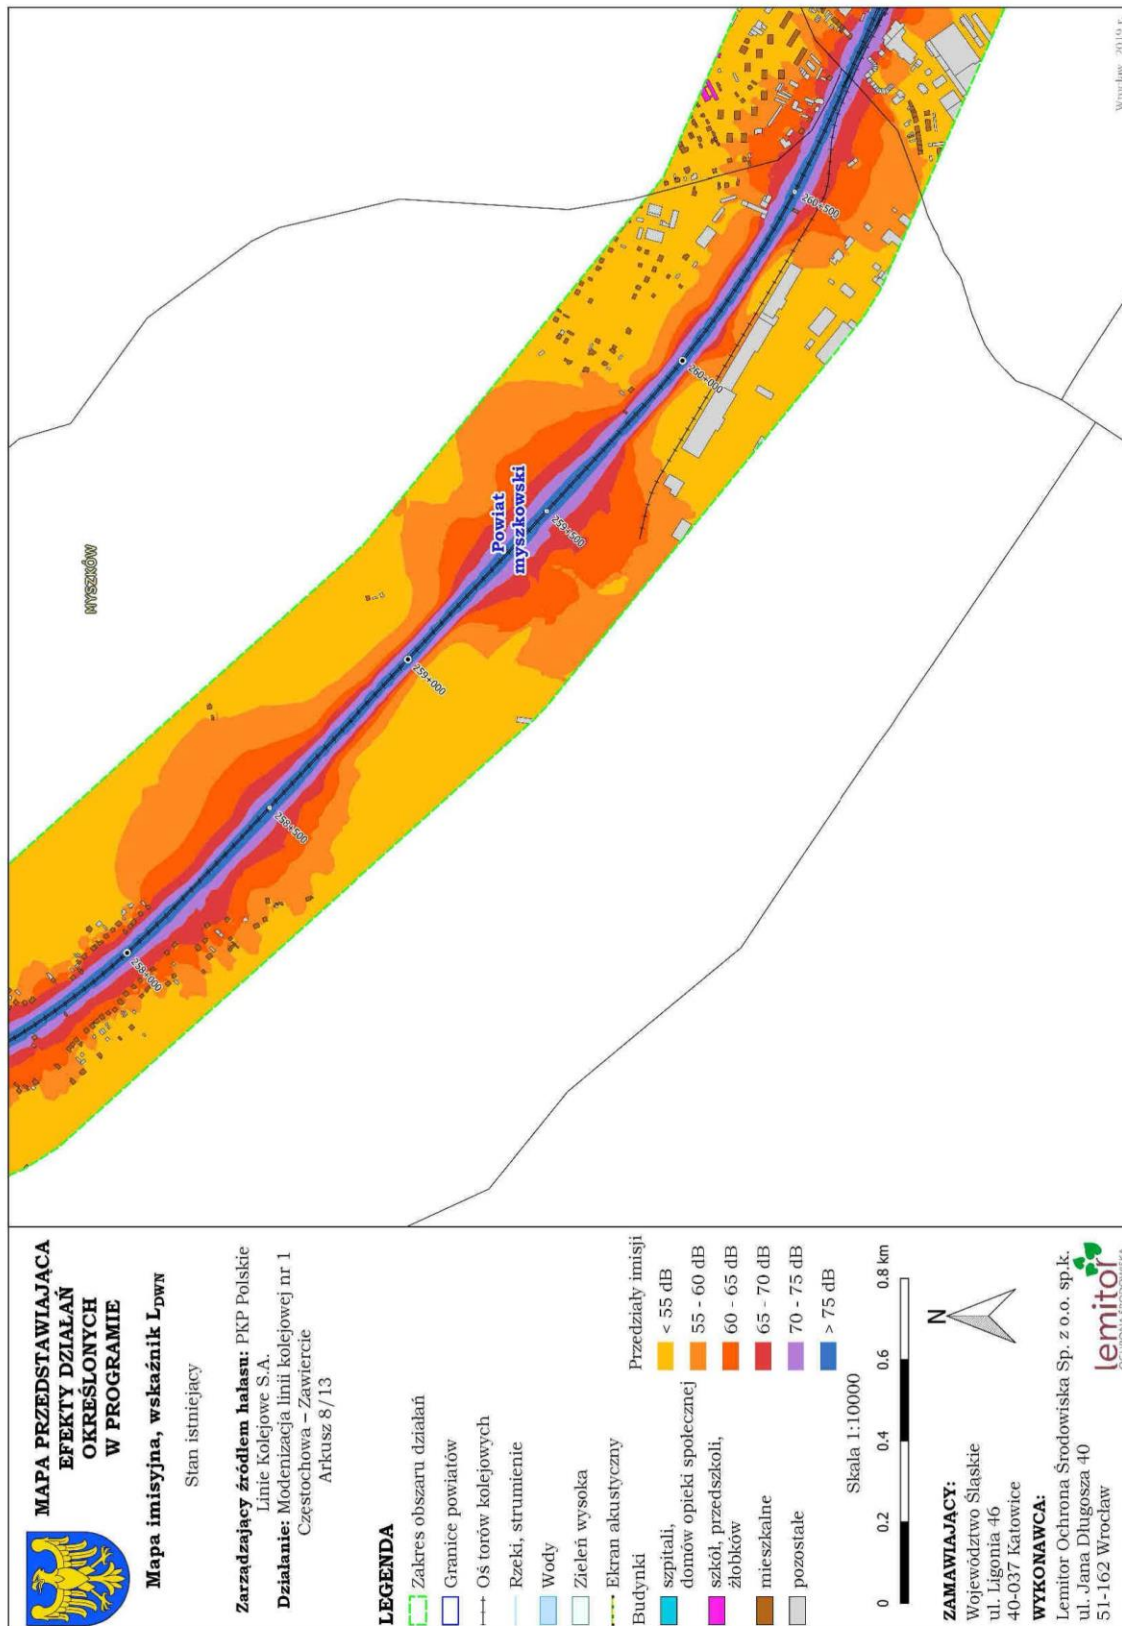 MAPA PRZEDSTAWIAJĄCA
EFEKTY DZIAŁAŃ
OKREŚLONYCH
W PROGRAMIE
Mapa imisyjna, wskaźnik LDWN
Stan istniejacy
Zarządzający źródłem hałasu: PKP Polskie
Linie Kolejowe S.A.
Działanie: Modenizacja linii kolejowej nr 1
Częstochowa – Zawiercie
Arkusz 8/13
LEGENDA
Zakres obszaru działań
Granice powiatów
Oś torów kolejowych
Rzeki, strumienie
Wody
Zieleń wysoka
Ekran akustyczny
Budynki
szpitali,
domów opieki społecznej
szkół, przedszkoli,
żłobków
mieszkalne
pozostałe
Przedziały imisji
< 55 dB
55 - 60 dB
60 - 65 dB
65 - 70 dB
70 - 75 dB
> 75 dB
Skala 1:10000
0
0.2
0.4
0.6
0.8 km
N
ZAMAWIAJĄCY:
Województwo Śląskie
ul. Ligonia 46
40-037 Katowice
WYKONAWCA:
Lemitor Ochrona Środowiska Sp. z o.o. sp.k.
ul. Jana Długosza 40
51-162 Wrocław
lemitor
MYSZKÓW
Powiat
myszkowski
258+000
258+500
259+000
259+500
260+000
260+500
Wrocław, 2019 r.